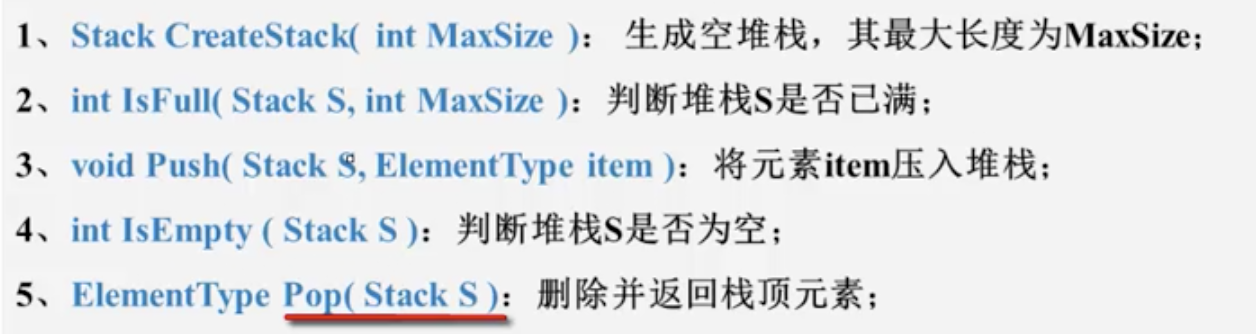 1、Stack CreateStack( int MaxSize )： 生成空堆栈，其最大长度为MaxSize；
2、int IsFull( Stack S, int MaxSize )：判断堆栈S是否已满；
3、void Push( Stack S, ElementType item )：将元素item压入堆栈；
4、int IsEmpty ( Stack S )：判断堆栈S是否为空；
5、ElementType Pop( Stack S )：删除并返回栈顶元素；